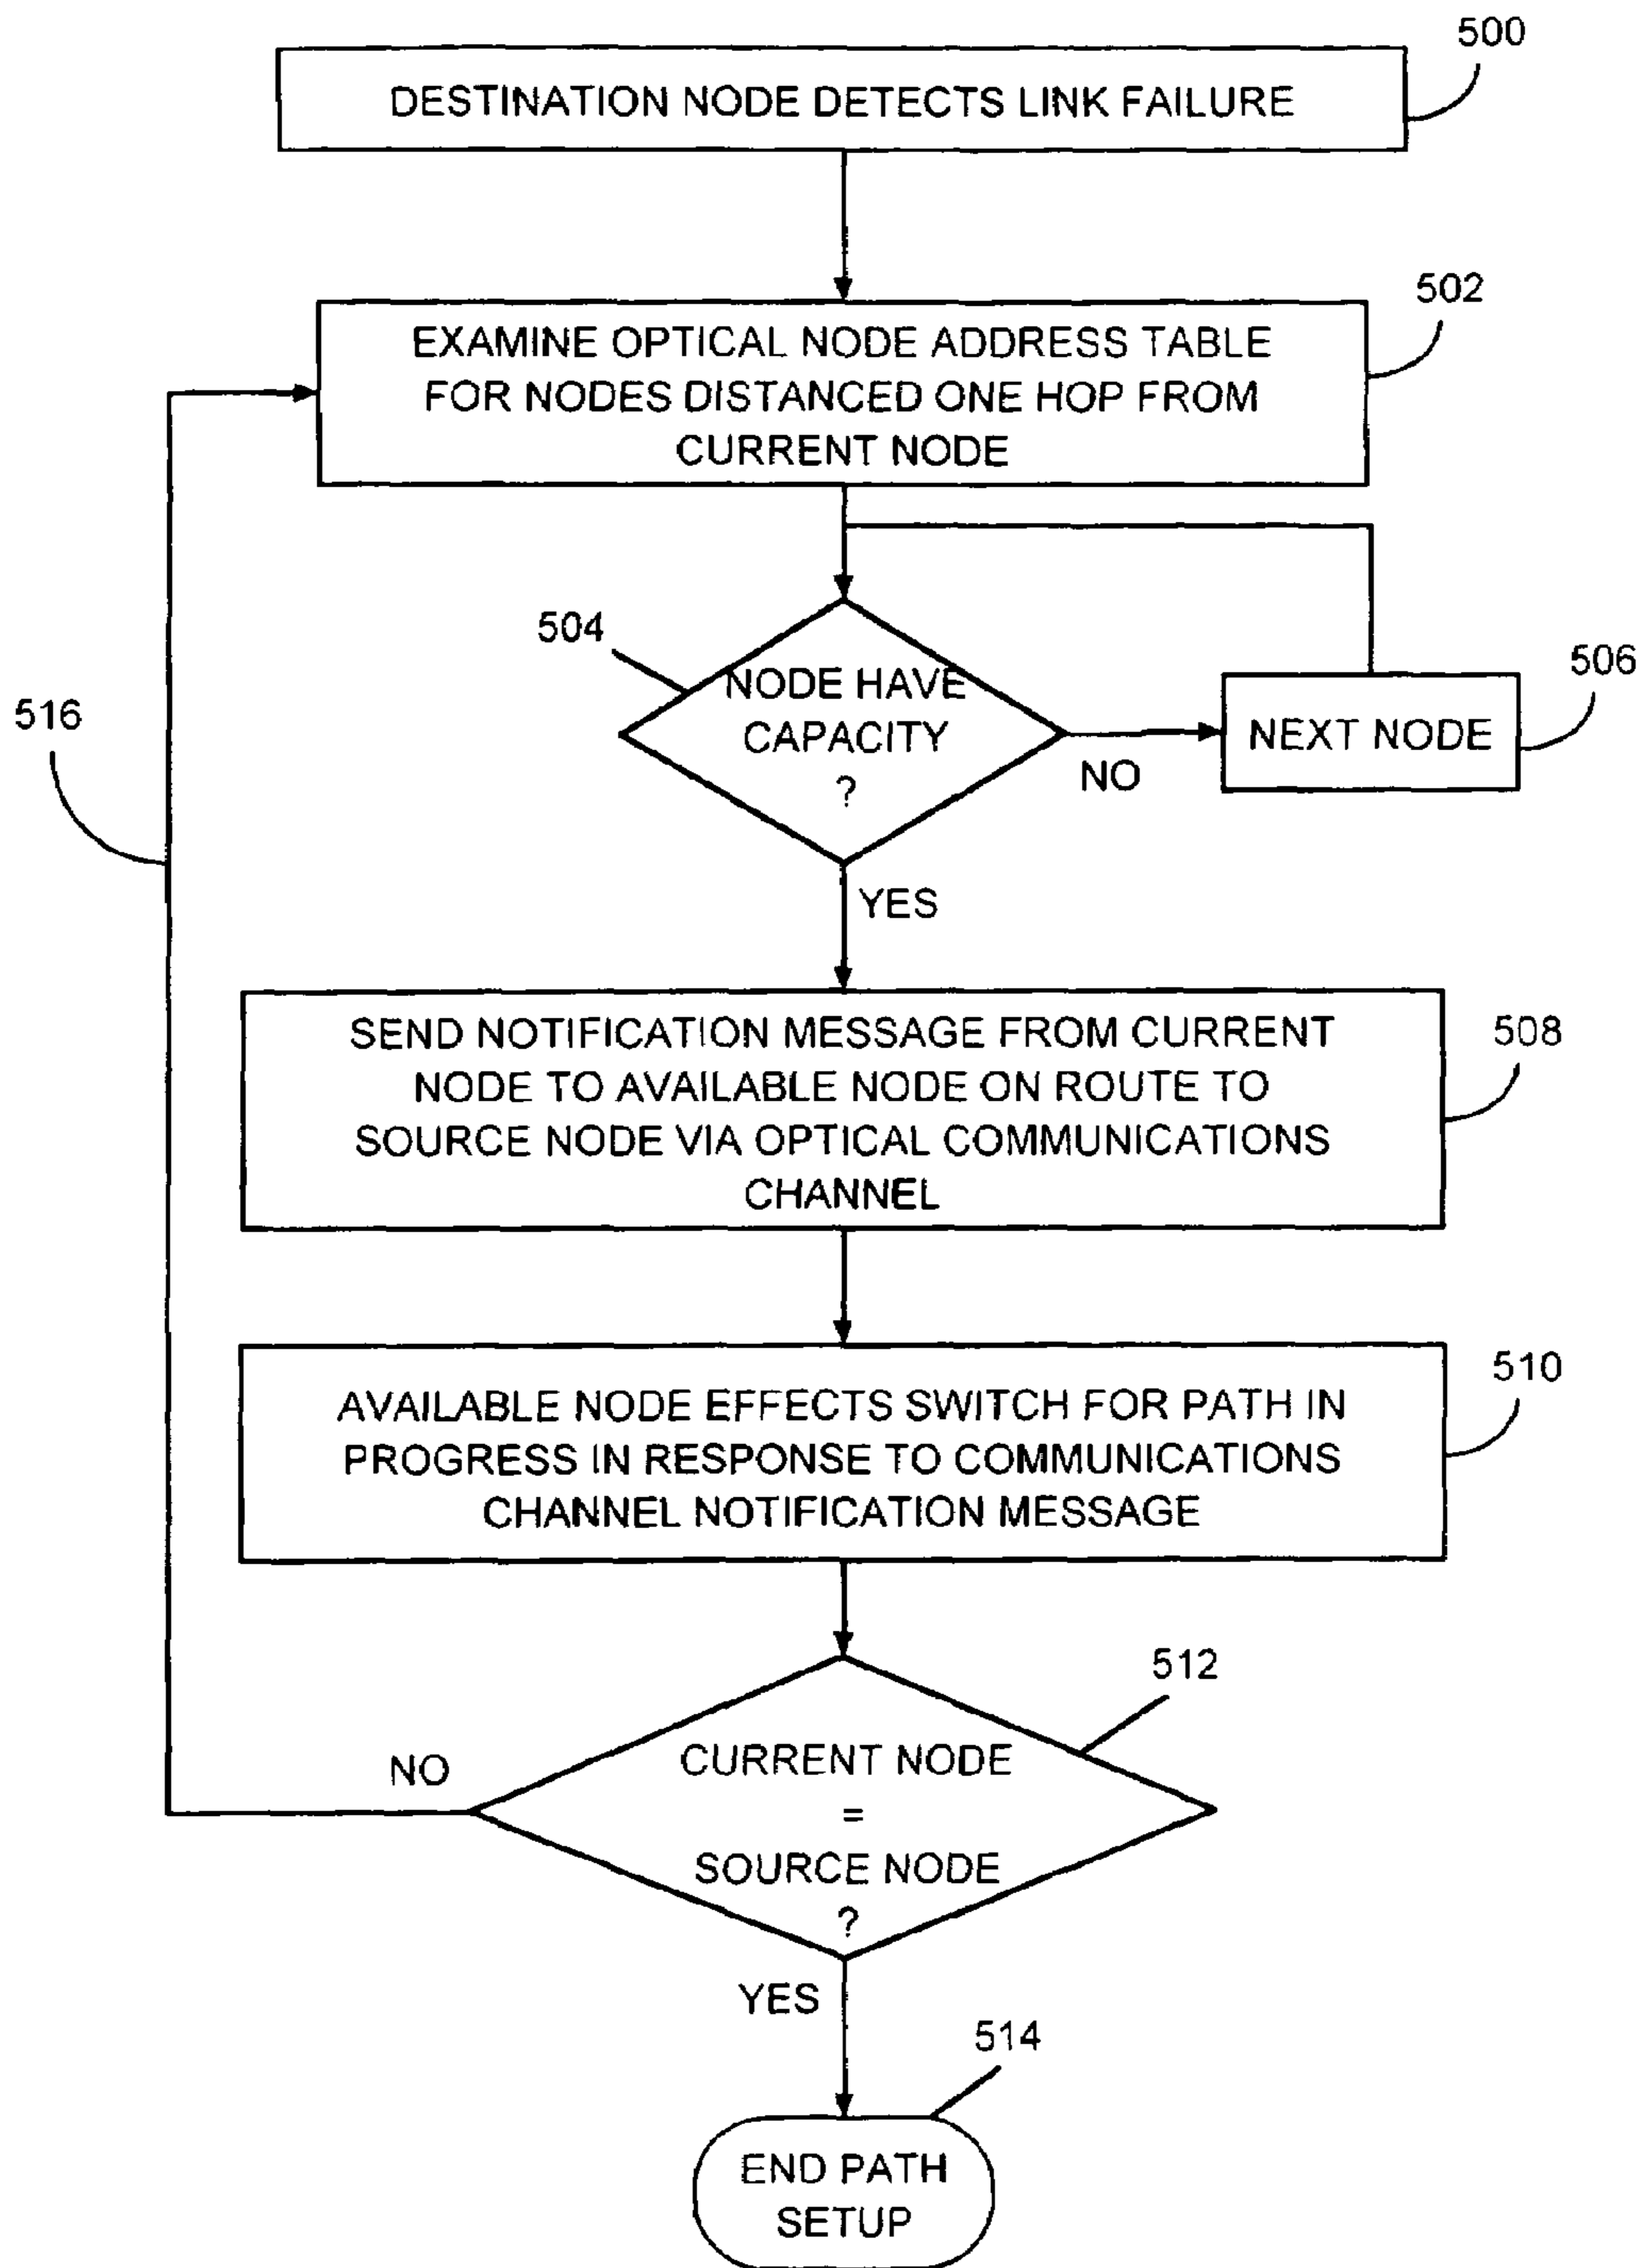 500
DESTINATION NODE DETECTS LINK FAILURE
502
EXAMINE OPTICAL NODE ADDRESS TABLE
FOR NODES DISTANCED ONE HOP FROM
CURRENT NODE
504
NODE HAVE
CAPACITY
?
NO
NEXT NODE
506
516
YES
SEND NOTIFICATION MESSAGE FROM CURRENT
NODE TO AVAILABLE NODE ON ROUTE TO
SOURCE NODE VIA OPTICAL COMMUNICATIONS
CHANNEL
508
AVAILABLE NODE EFFECTS SWITCH FOR PATH IN
PROGRESS IN RESPONSE TO COMMUNICATIONS
CHANNEL NOTIFICATION MESSAGE
510
512
CURRENT NODE
=
SOURCE NODE
?
NO
YES
514
END PATH
SETUP